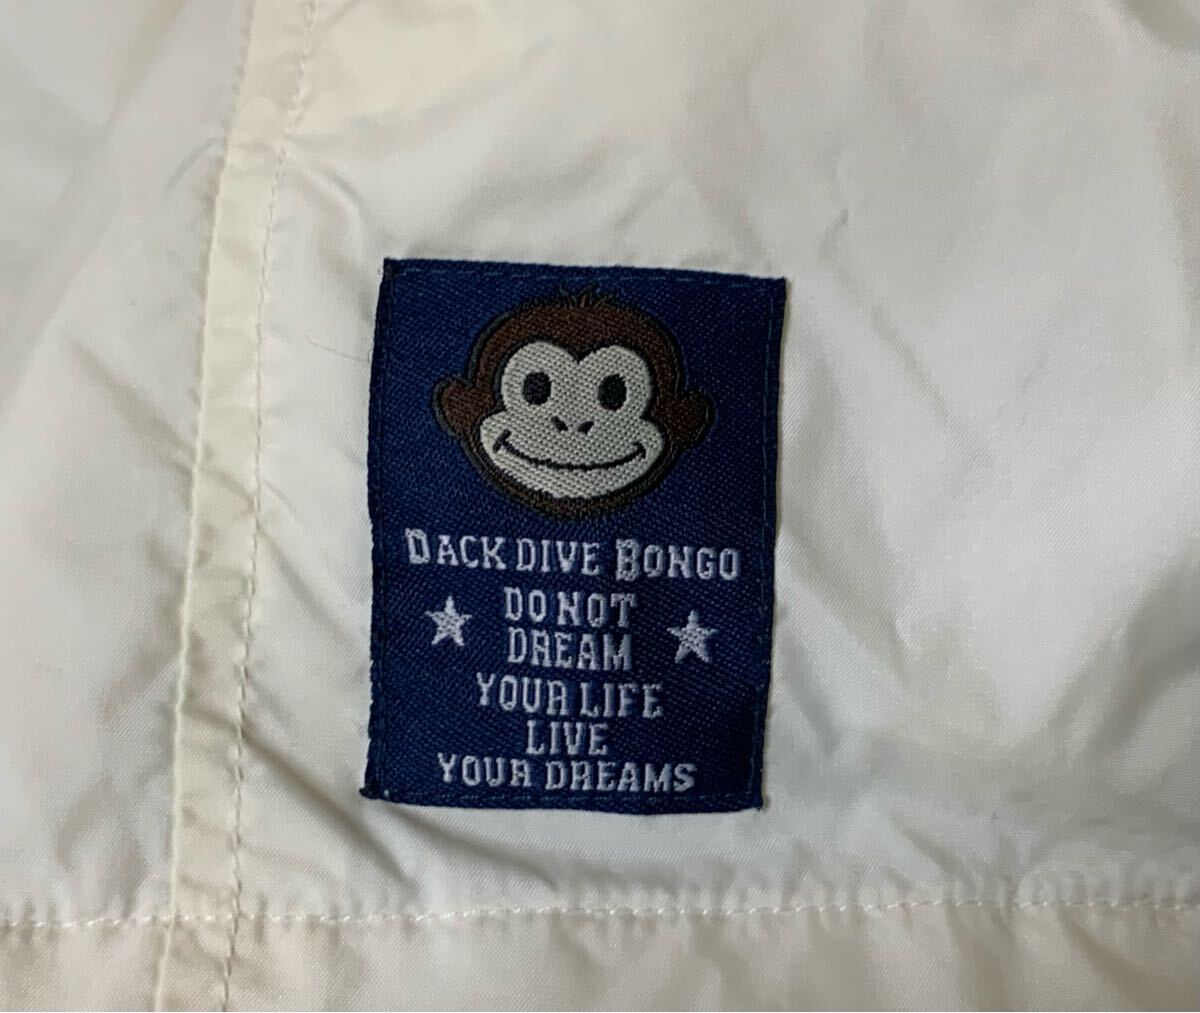 DACK DIVE BONGO
DO NOT
DREAM
YOUR LIFE
LIVE
YOUR DREAMS